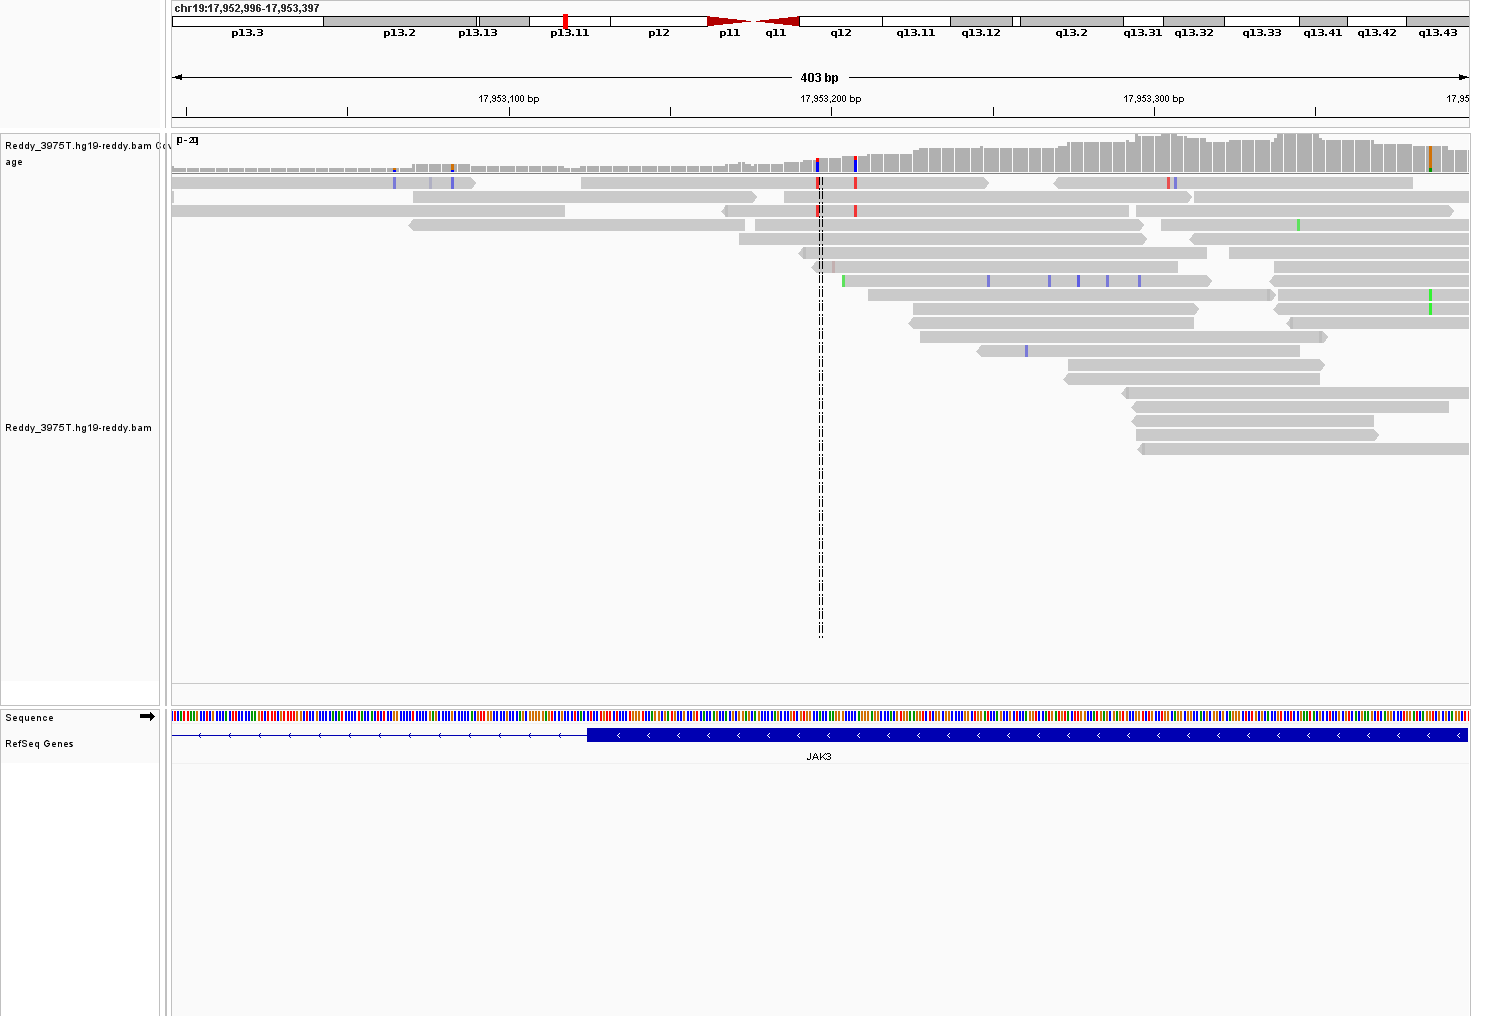 chr19:17,952,996-17,953,397
p13.3 p13.2 p13.13 p13.11 p12 p11 q11 q12 q13.11 q13.12 q13.2 q13.31 q13.32 q13.33 q13.41 q13.42 q13.43
403 bp
17,953,100 bp 17,953,200 bp 17,953,300 bp 17,95
Reddy_3975T.hg19-reddy.bam Cov
age
[0 - 20]
Reddy_3975T.hg19-reddy.bam
Sequence
RefSeq Genes
JAK3